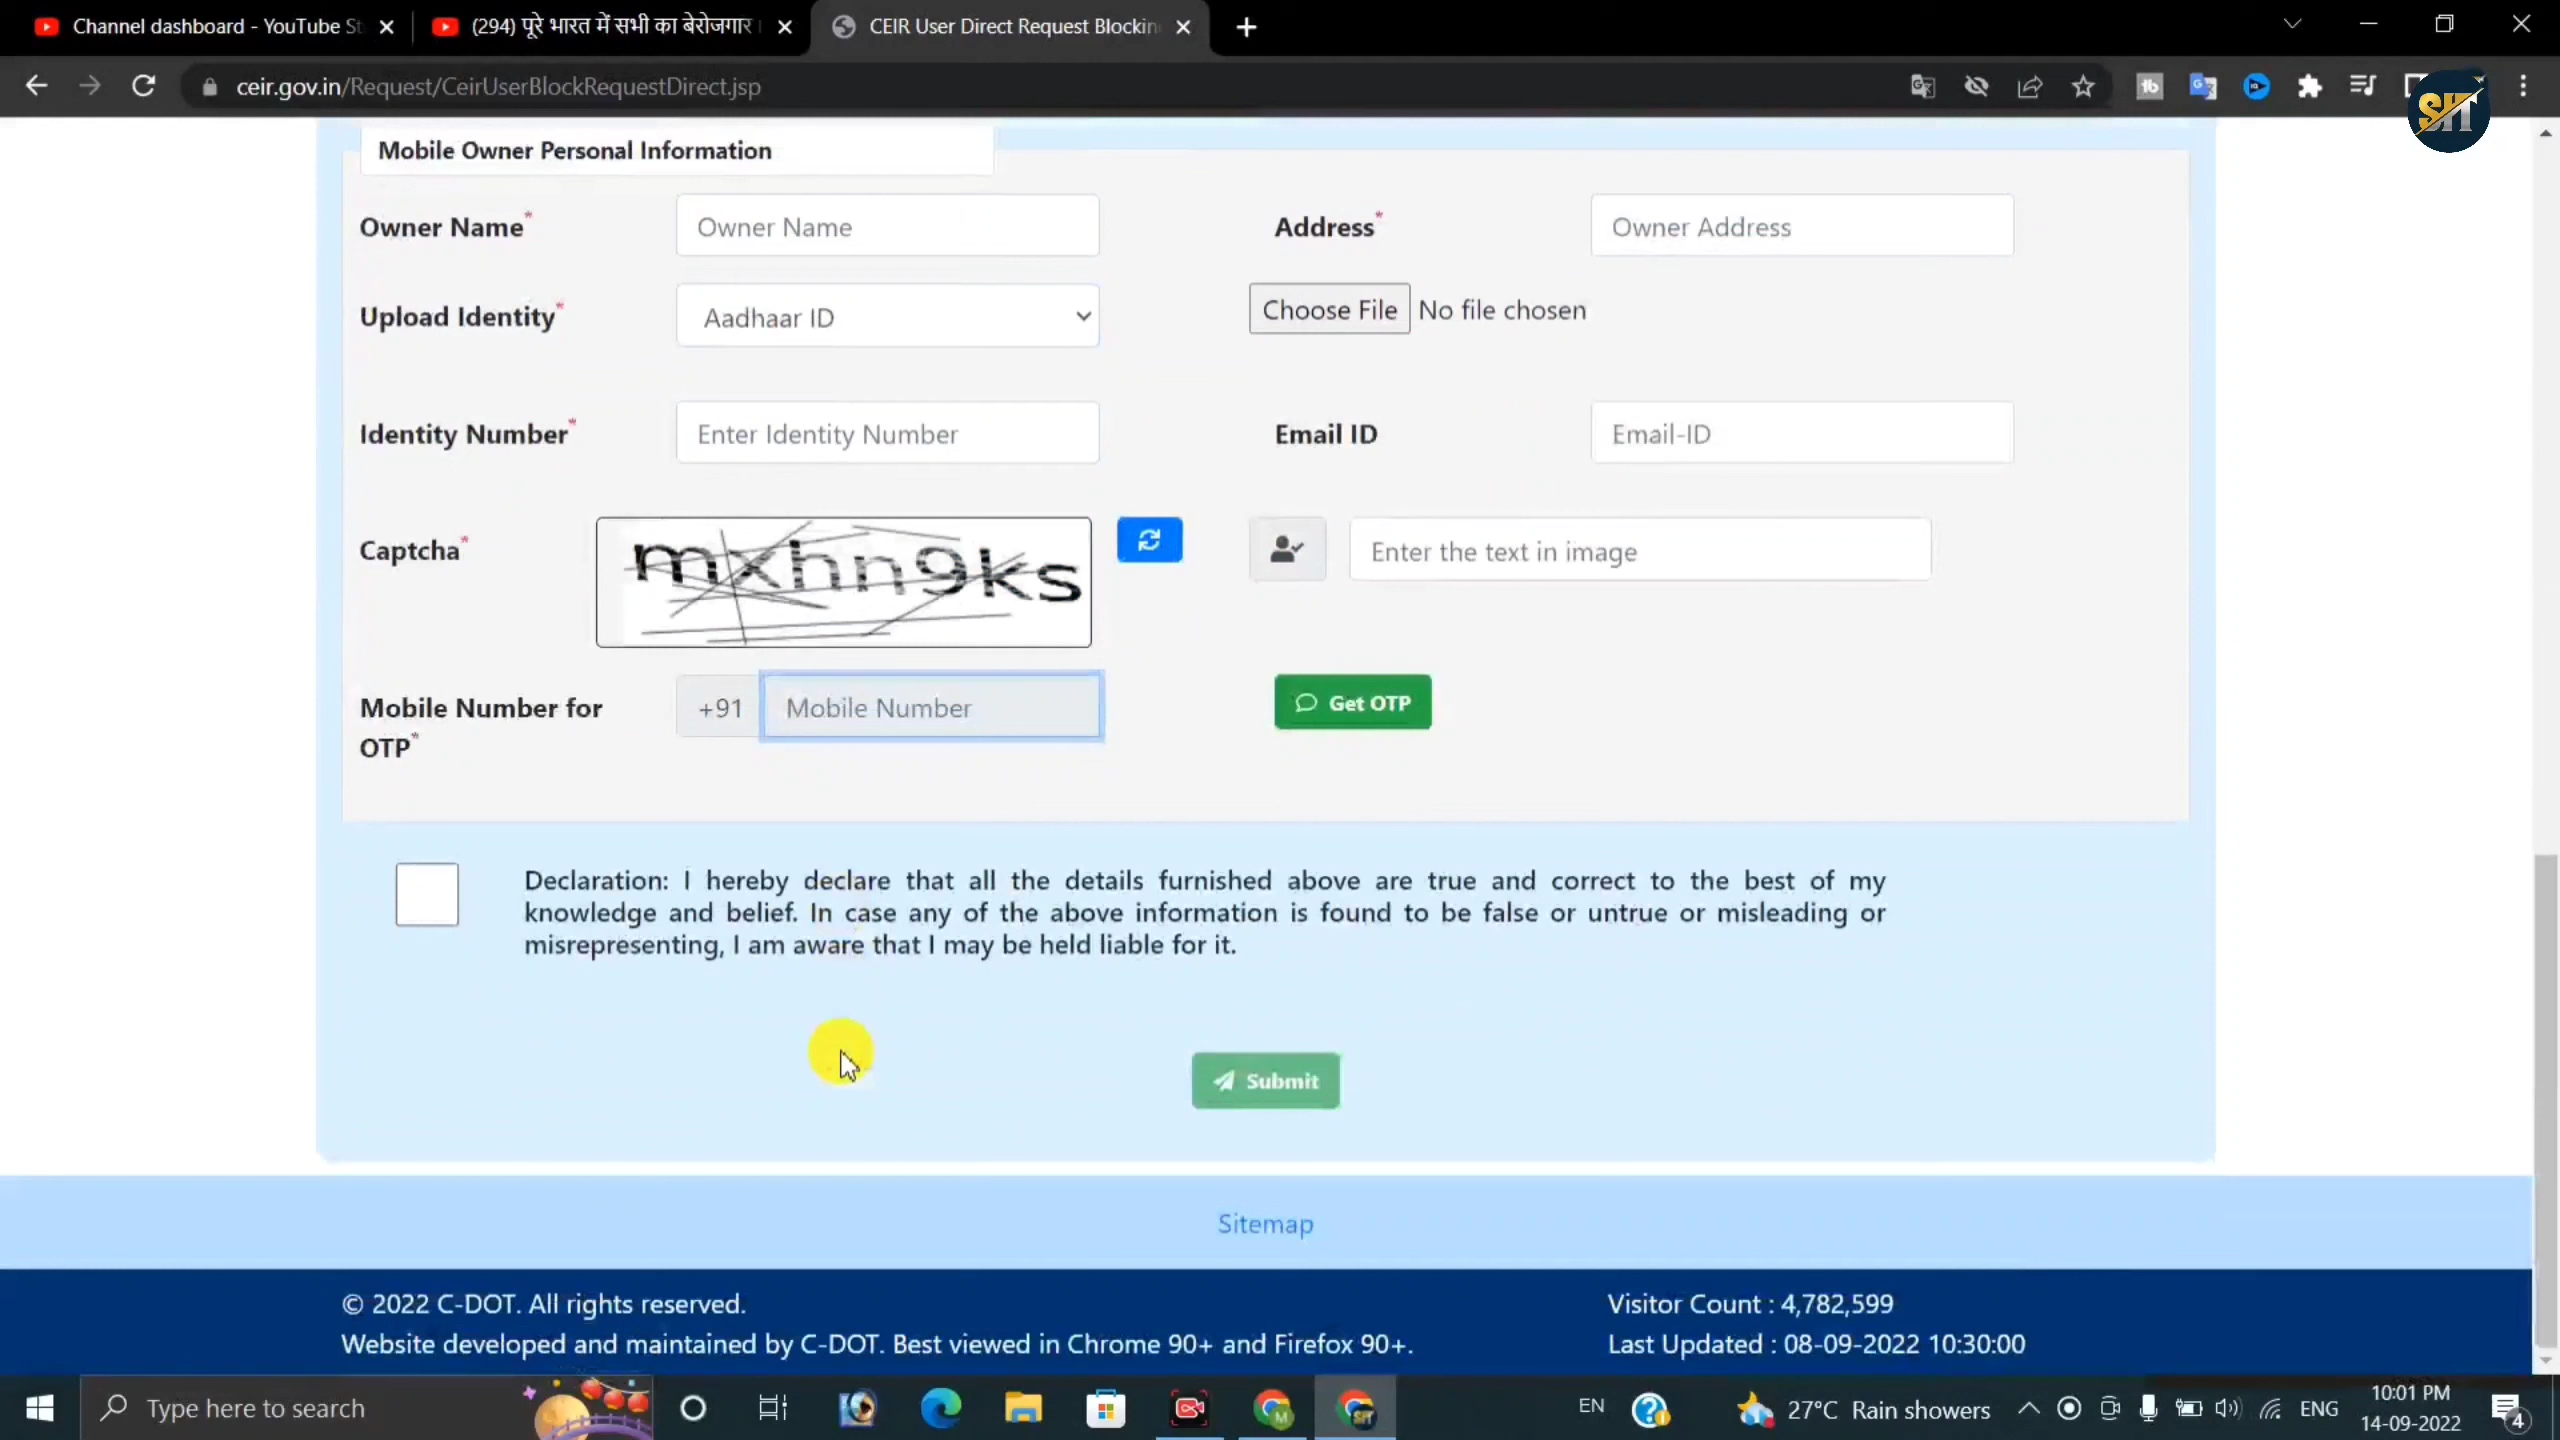 Channel dashboard - YouTube St
(294) पूरे भारत में सभी का बेरोजगार
CEIR User Direct Request Blockin
ceir.gov.in/Request/CeirUserBlockRequestDirect.jsp
SHT
Mobile Owner Personal Information
Owner Name*
Owner Name
Address*
Owner Address
Upload Identity*
Aadhaar ID
Choose File No file chosen
Identity Number*
Enter Identity Number
Email ID
Email-ID
Captcha*
mxhn9ks
Enter the text in image
Mobile Number for
OTP*
+91
Mobile Number
Get OTP
Declaration: I hereby declare that all the details furnished above are true and correct to the best of my
knowledge and belief. In case any of the above information is found to be false or untrue or misleading or
misrepresenting, I am aware that I may be held liable for it.
Submit
Sitemap
© 2022 C-DOT. All rights reserved.
Website developed and maintained by C-DOT. Best viewed in Chrome 90+ and Firefox 90+.
Visitor Count : 4,782,599
Last Updated : 08-09-2022 10:30:00
Type here to search
EN
27°C Rain showers
ENG
10:01 PM
14-09-2022
4